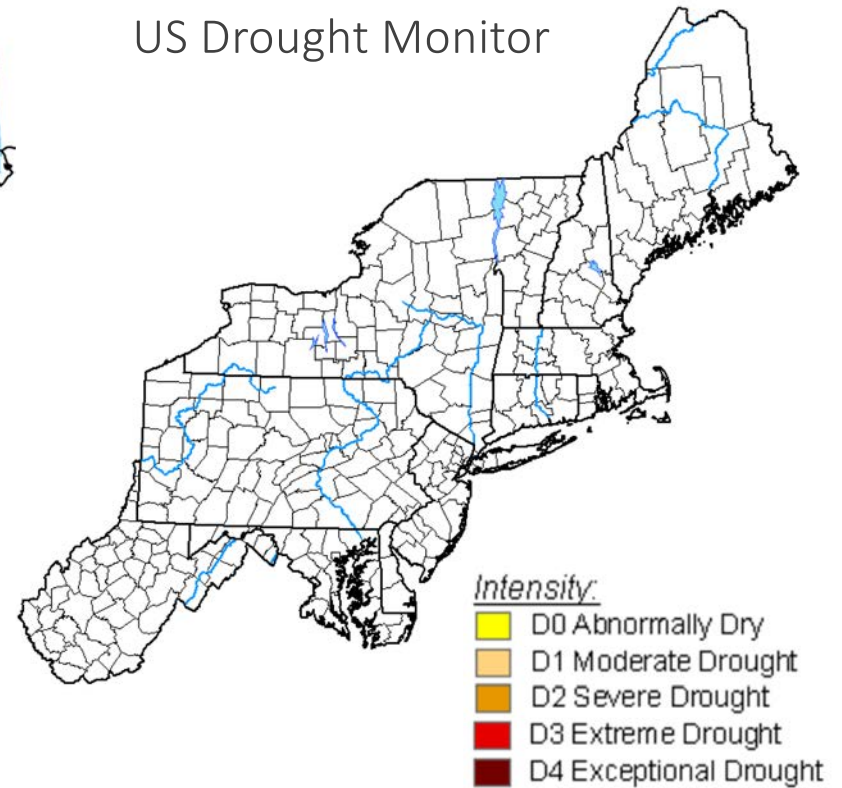 US Drought Monitor
Intensity:
D0 Abnormally Dry
D1 Moderate Drought
D2 Severe Drought
D3 Extreme Drought
D4 Exceptional Drought